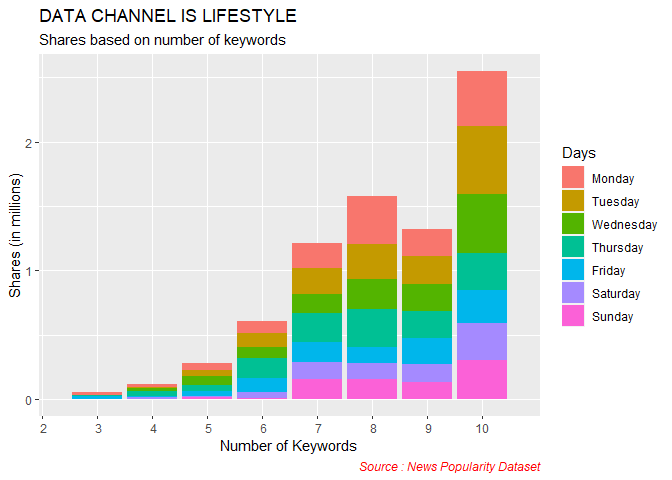 DATA CHANNEL IS LIFESTYLE
Shares based on number of keywords
2
1
0
Shares (in millions)
2 3 4 5 6 7 8 9 10
Number of Keywords
Days
Monday
Tuesday
Wednesday
Thursday
Friday
Saturday
Sunday
Source : News Popularity Dataset